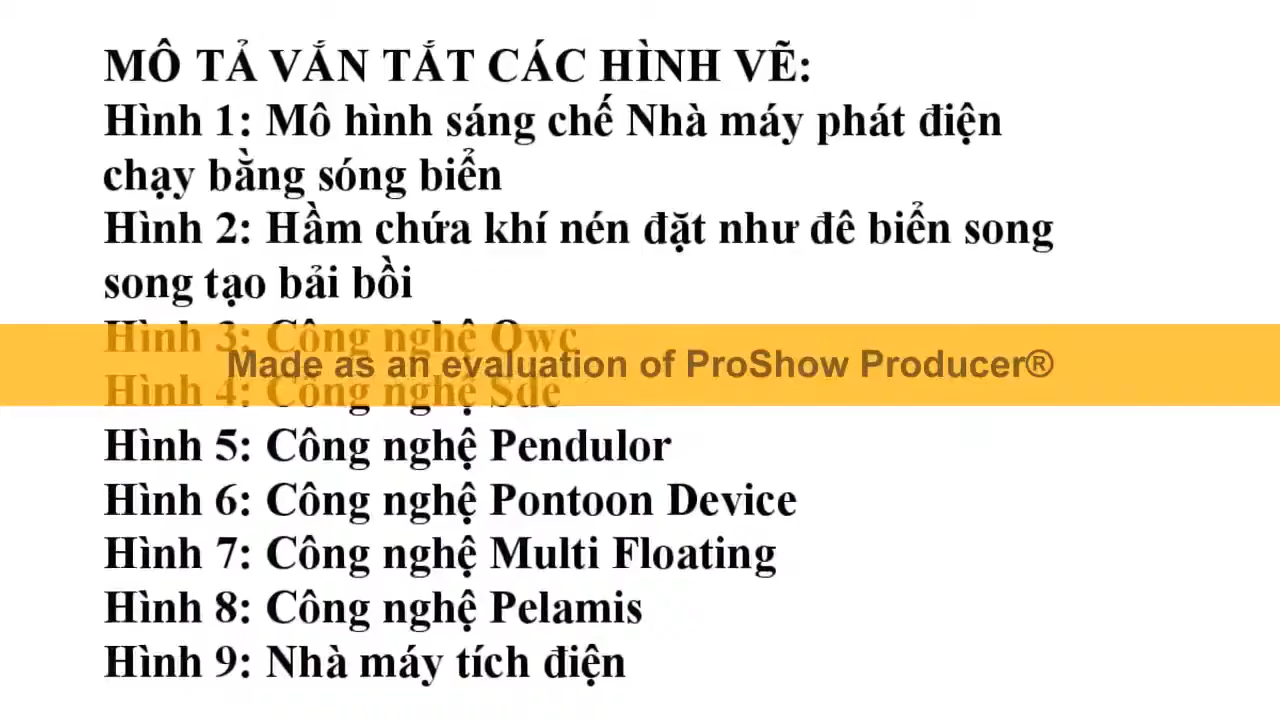 MÔ TẢ VẮN TẮT CÁC HÌNH VẼ:
Hình 1: Mô hình sáng chế Nhà máy phát điện
chạy bằng sóng biển
Hình 2: Hầm chứa khí nén đặt như đê biển song
song tạo bải bồi
Hình 3: Công nghệ Owc
Made as an evaluation of ProShow Producer®
Hình 4: Công nghệ Sde
Hình 5: Công nghệ Pendulor
Hình 6: Công nghệ Pontoon Device
Hình 7: Công nghệ Multi Floating
Hình 8: Công nghệ Pelamis
Hình 9: Nhà máy tích điện